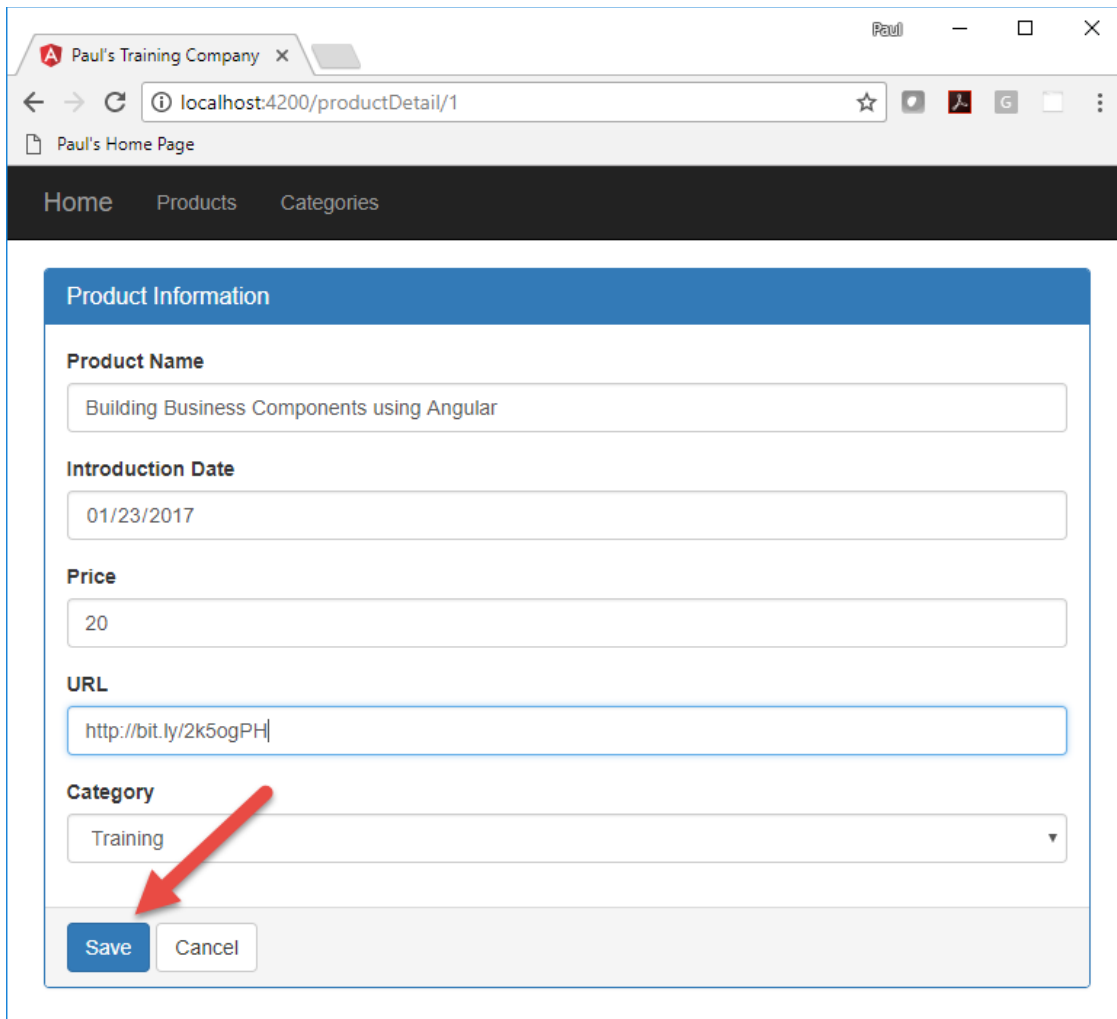 Paul
Paul's Training Company
localhost:4200/productDetail/1
G
Paul's Home Page
Home Products Categories
Product Information
Product Name
Building Business Components using Angular
Introduction Date
01/23/2017
Price
20
URL
http://bit.ly/2k5ogPH
Category
Training
Save Cancel